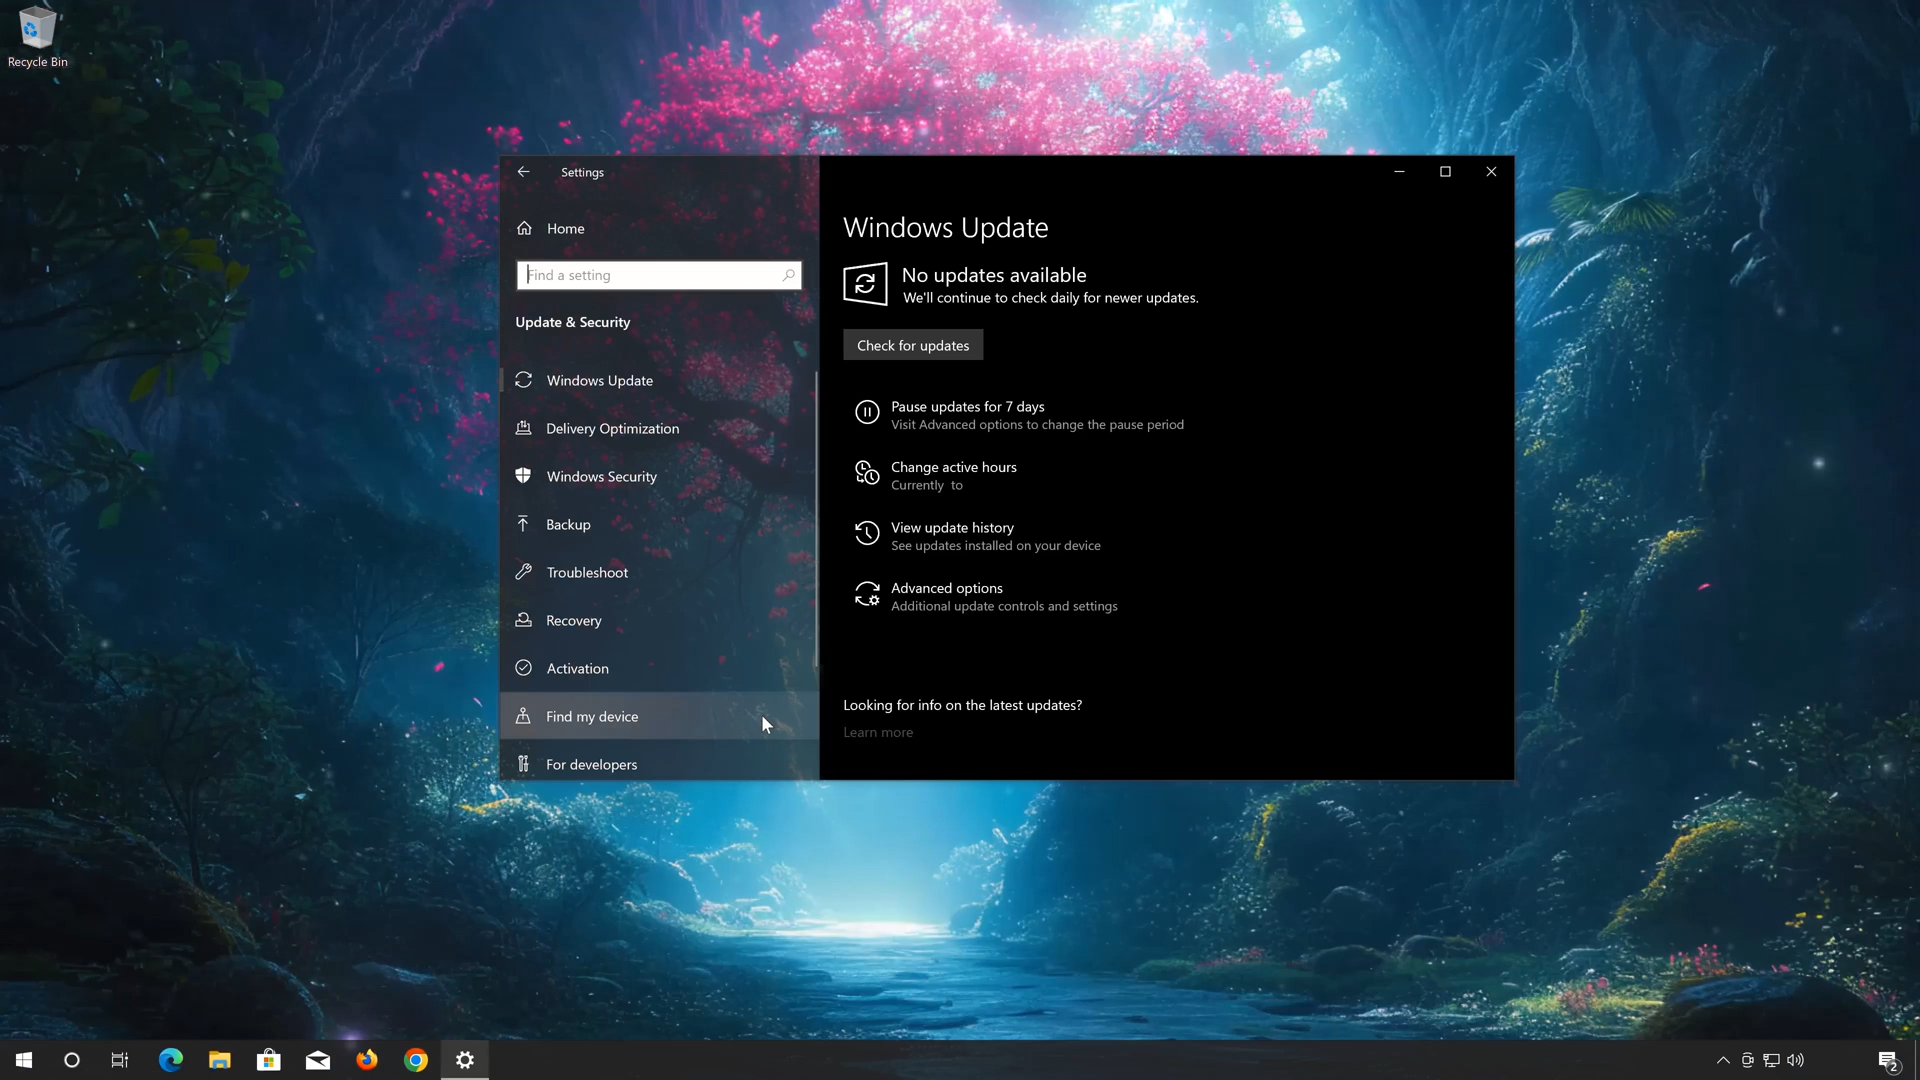 Recycle Bin
Settings
Home
Find a setting
Update & Security
Windows Update
Delivery Optimization
Windows Security
Backup
Troubleshoot
Recovery
Activation
Find my device
For developers
Windows Update
No updates available
We'll continue to check daily for newer updates.
Check for updates
Pause updates for 7 days
Visit Advanced options to change the pause period
Change active hours
Currently  to
View update history
See updates installed on your device
Advanced options
Additional update controls and settings
Looking for info on the latest updates?
Learn more
2